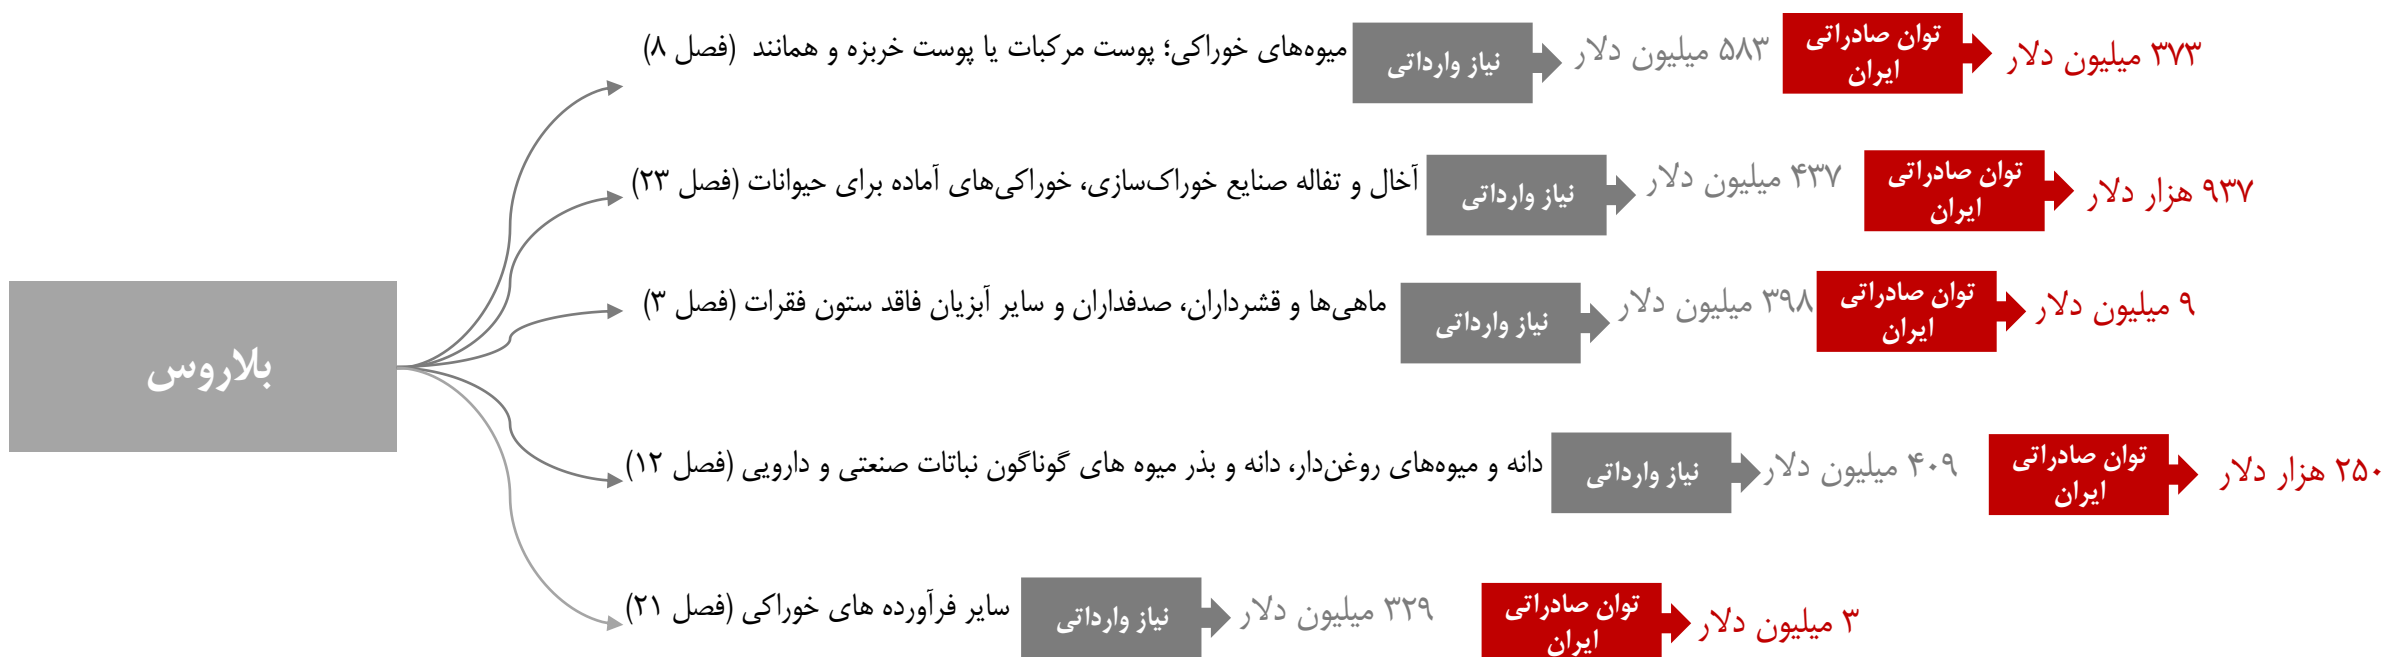 بلاروس
میوه‌های خوراکی؛ پوست مرکبات یا پوست خربزه و همانند (فصل ۸)
نیاز وارداتی
۵۸۳ میلیون دلار
توان صادراتی
ایران
۳۷۳ میلیون دلار
آخال و تفاله صنایع خوراک‌سازی، خوراکی‌های آماده برای حیوانات (فصل ۲۳)
نیاز وارداتی
۴۳۷ میلیون دلار
توان صادراتی
ایران
۹۳۷ هزار دلار
ماهی‌ها و قشرداران، صدفداران و سایر آبزیان فاقد ستون فقرات (فصل ۳)
نیاز وارداتی
۳۹۸ میلیون دلار
توان صادراتی
ایران
۹ میلیون دلار
دانه و میوه‌های روغن‌دار، دانه و بذر میوه های گوناگون نباتات صنعتی و دارویی (فصل ۱۲)
نیاز وارداتی
۴۰۹ میلیون دلار
توان صادراتی
ایران
۲۵۰ هزار دلار
سایر فرآورده های خوراکی (فصل ۲۱)
نیاز وارداتی
۳۲۹ میلیون دلار
توان صادراتی
ایران
۳ میلیون دلار